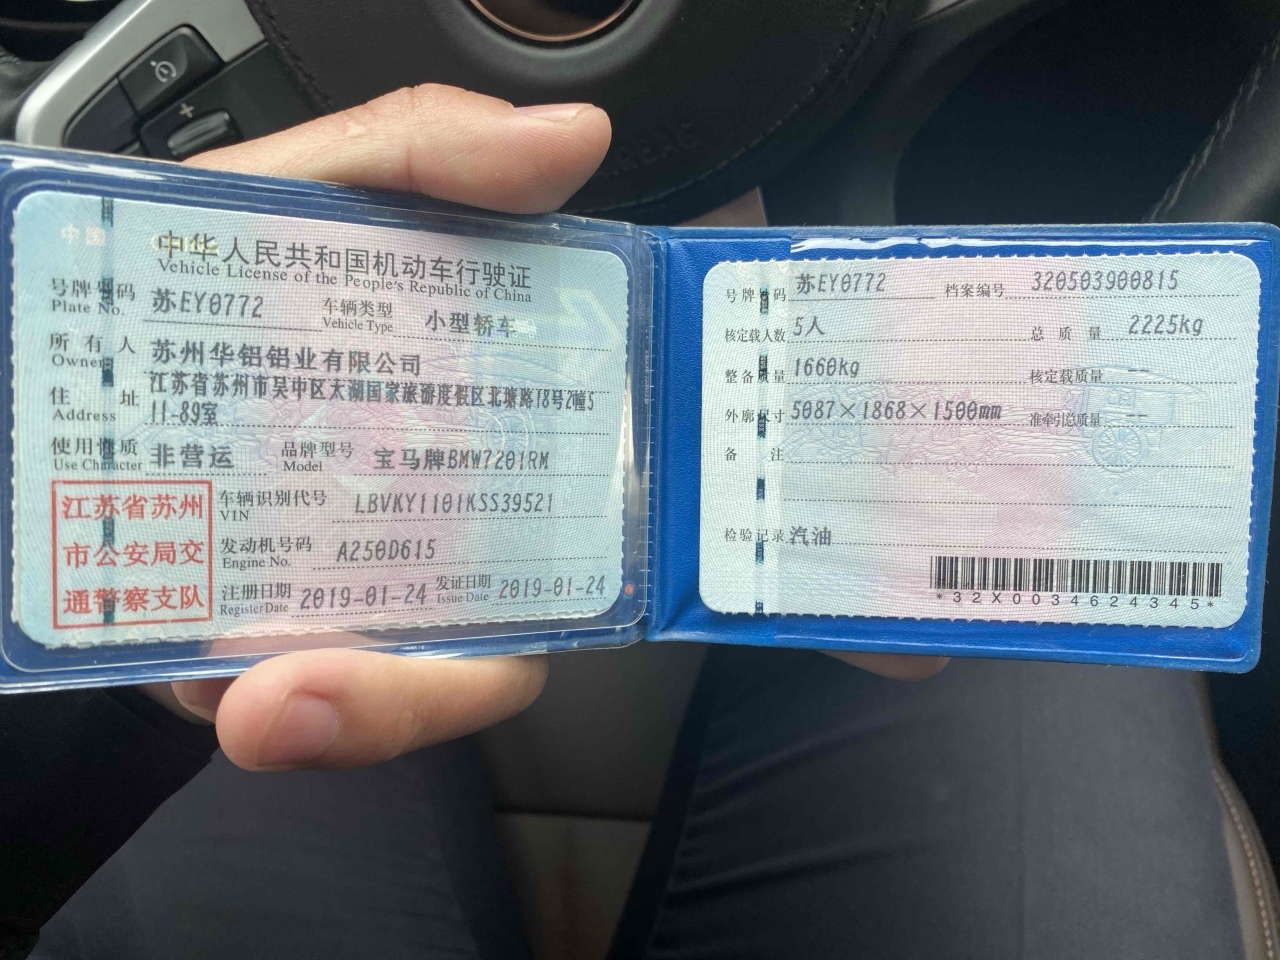 中国
中华人民共和国机动车行驶证
Vehicle License of the People's Republic of China
号牌号码 苏EY0772 车辆类型 小型轿车
Plate No. Vehicle Type
所有人 苏州华铝铝业有限公司
Owner
住址 江苏省苏州市吴中区太湖国家旅游度假区北塘路18号2幢5
Address 11-89室
使用性质 非营运 品牌型号 宝马牌BMW7201RM
Use Character Model
江苏省苏州
市公安局交
通警察支队
车辆识别代号 LBVKY1101KSS39521
VIN
发动机号码 A250D615
Engine No.
注册日期 2019-01-24 发证日期 2019-01-24
Register Date Issue Date
号牌号码 苏EY0772 档案编号 320503900815
核定载人数 5人 总质量 2225kg
整备质量 1660kg 核定载质量 --
外廓尺寸 5087×1868×1500mm 准牵引总质量 --
备注
检验记录 汽油
*32X0034624345*